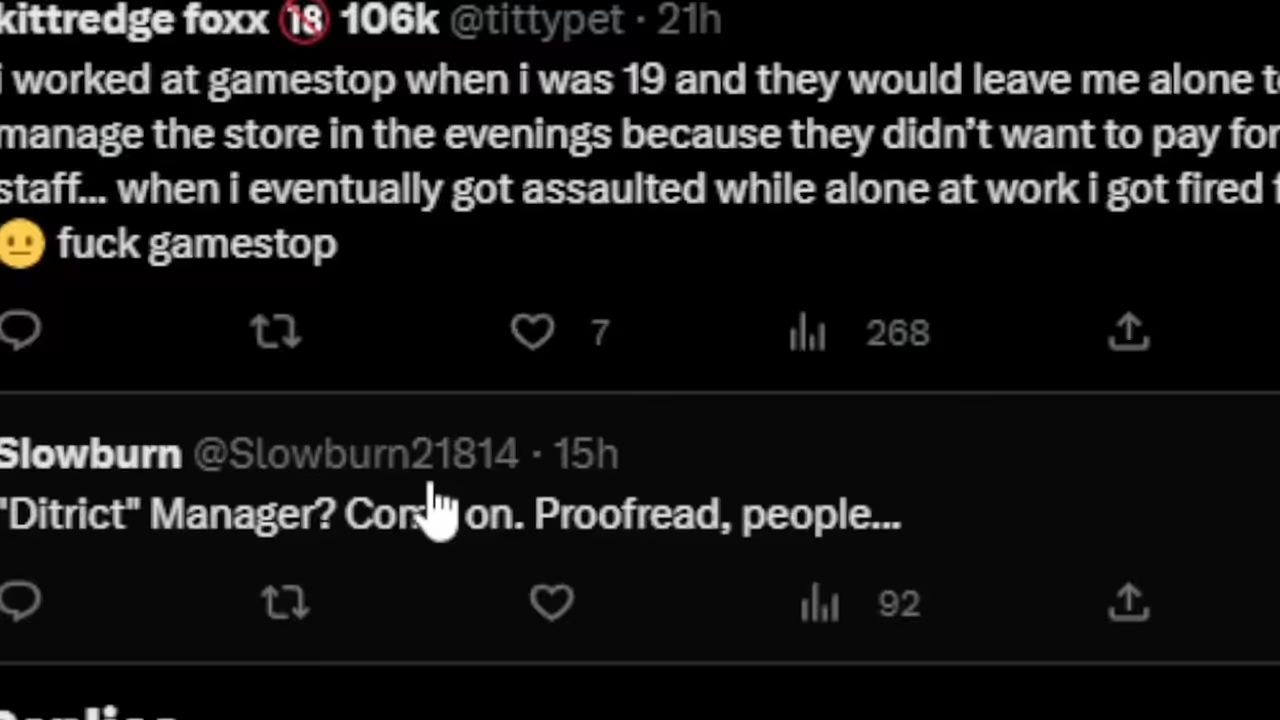 kittredge foxx 🔞 106k @tittypet · 21h
i worked at gamestop when i was 19 and they would leave me alone
manage the store in the evenings because they didn't want to pay for
staff... when i eventually got assaulted while alone at work i got fired
😐 fuck gamestop
7 268
Slowburn @Slowburn21814 · 15h
"Ditrict" Manager? on. Proofread, people...
92